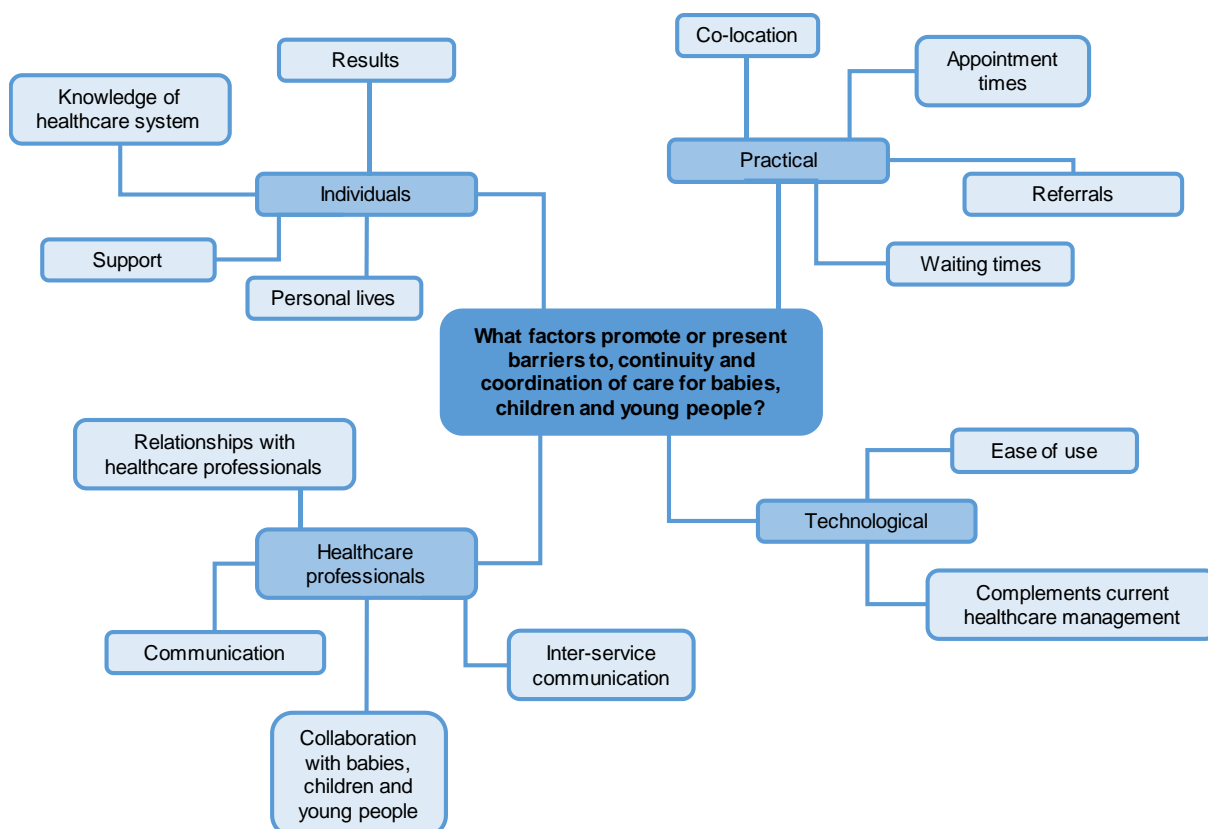 Co-location
Results
Appointment
times
Knowledge of
healthcare system
Practical
Individuals
Referrals
Support
Waiting times
Personal lives
What factors promote or present
barriers to, continuity and
coordination of care for babies,
children and young people?
Relationships with
healthcare professionals
Ease of use
Technological
Healthcare
professionals
Complements current
healthcare management
Communication
Inter-service
communication
Collaboration
with babies,
children and
young people